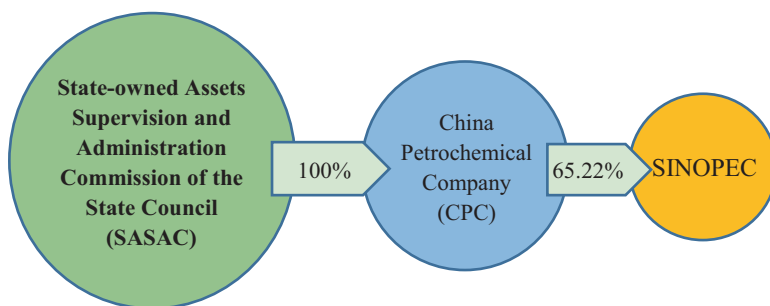 State-owned Assets
Supervision and
Administration
Commission of the
State Council
(SASAC)
100%
China
Petrochemical
Company
(CPC)
65.22%
SINOPEC